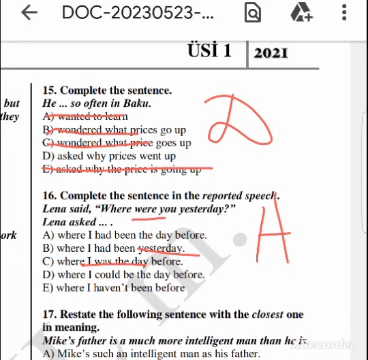 DOC-20230523-...
ÜSİ 1 2021
15. Complete the sentence.
but He ... so often in Baku.
they A) wanted to learn
B) wondered what prices go up
C) wondered what price goes up
D) asked why prices went up
E) asked why the price is going up
D
16. Complete the sentence in the reported speech.
Lena said, “Where were you yesterday?”
Lena asked ... .
ork A) where I had been the day before.
B) where I had been yesterday.
C) where I was the day before.
D) where I could be the day before.
E) where I haven’t been before
A
17. Restate the following sentence with the closest one
in meaning.
Mike’s father is a much more intelligent man than he is.
A) Mike’s such an intelligent man as his father.